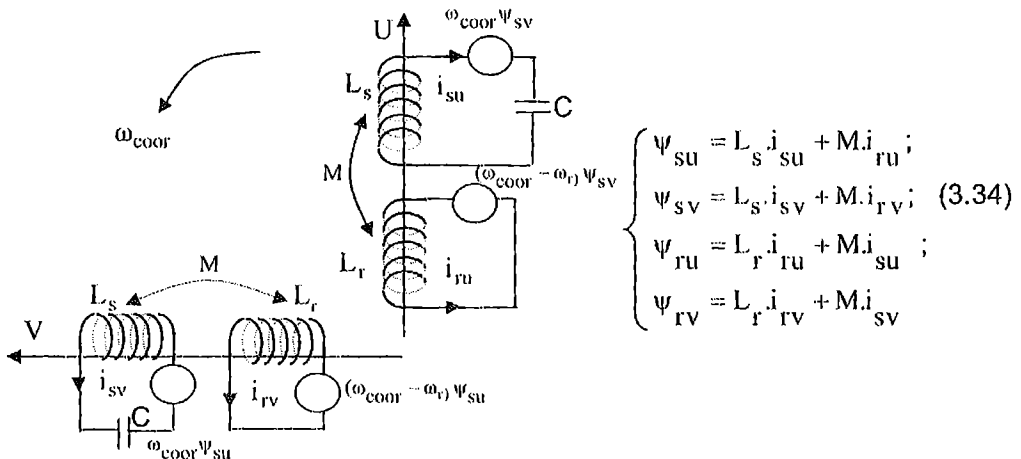 ω_coor ψ_sv
U
L_s
i_su
C
ω_coor
M
(ω_coor − ω_r) ψ_sv
L_r
i_ru
ψ_su = L_s.i_su + M.i_ru ;
ψ_sv = L_s.i_sv + M.i_rv ; (3.34)
ψ_ru = L_r.i_ru + M.i_su ;
ψ_rv = L_r.i_rv + M.i_sv
M
L_s
L_r
V
i_sv
i_rv
(ω_coor − ω_r) ψ_su
C
ω_coor ψ_su